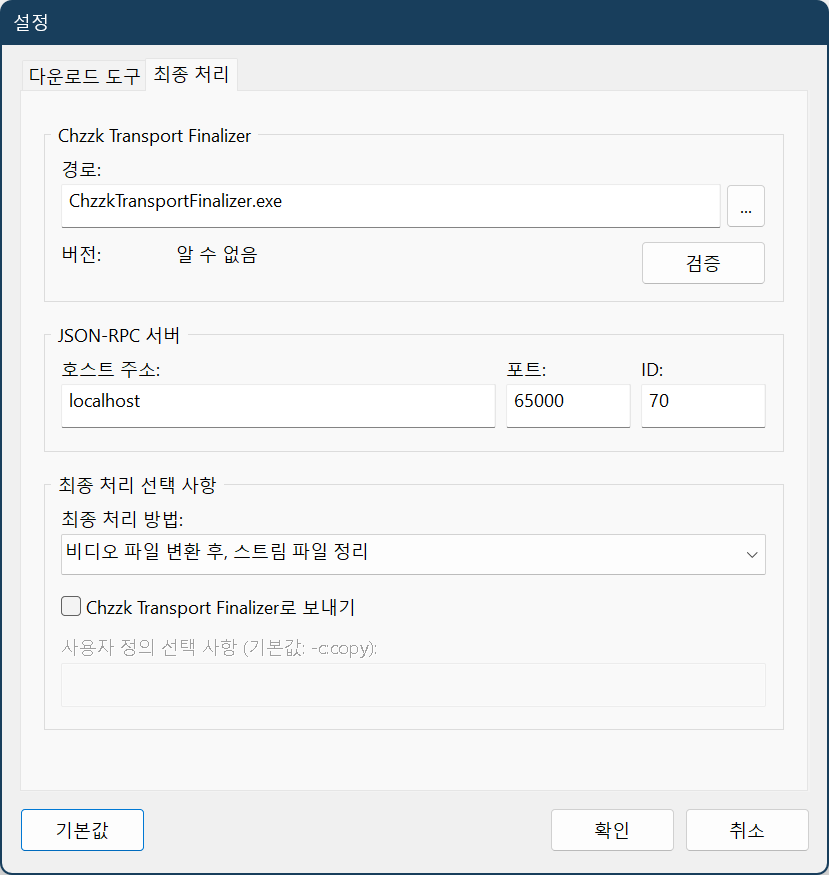 설정
다운로드 도구
최종 처리
Chzzk Transport Finalizer
경로:
ChzzkTransportFinalizer.exe
...
버전:
알 수 없음
검증
JSON-RPC 서버
호스트 주소:
포트:
ID:
localhost
65000
70
최종 처리 선택 사항
최종 처리 방법:
비디오 파일 변환 후, 스트림 파일 정리
Chzzk Transport Finalizer로 보내기
사용자 정의 선택 사항 (기본값: -c:copy):
기본값
확인
취소